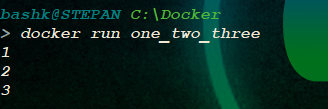 bashk@STEPAN C:\Docker
> docker run one_two_three
1
2
3